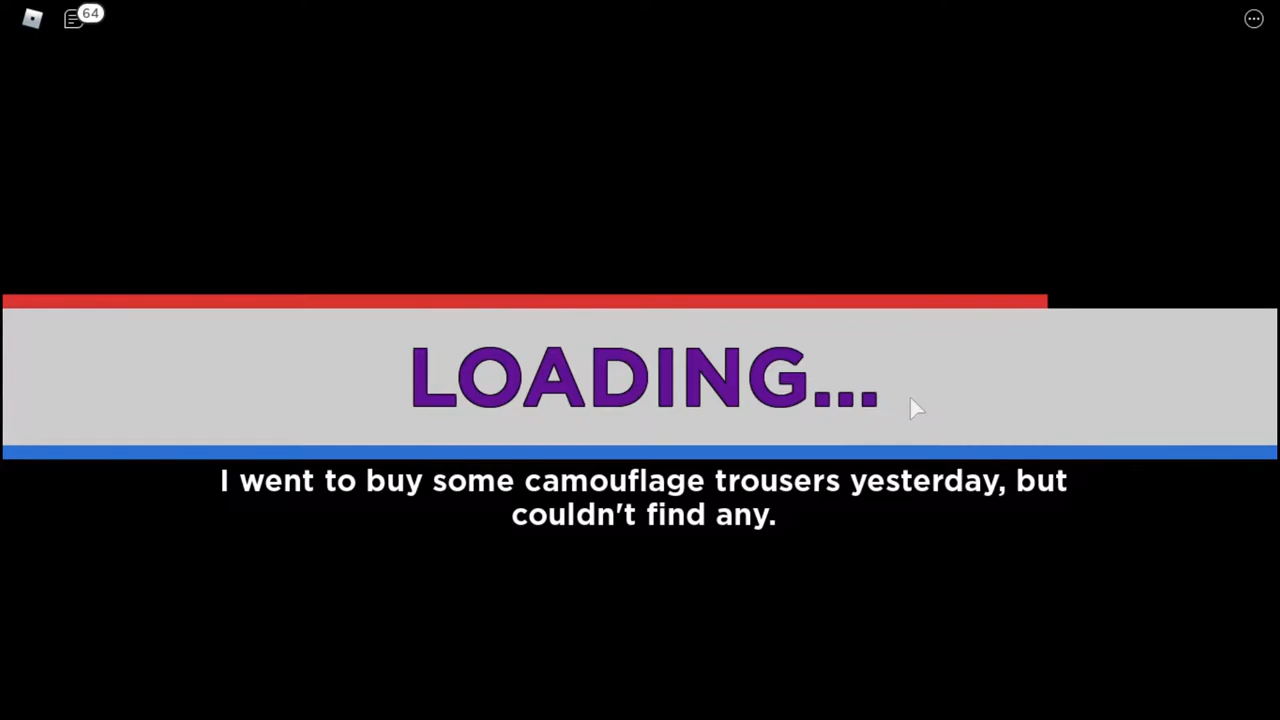 64
LOADING...
I went to buy some camouflage trousers yesterday, but
couldn't find any.